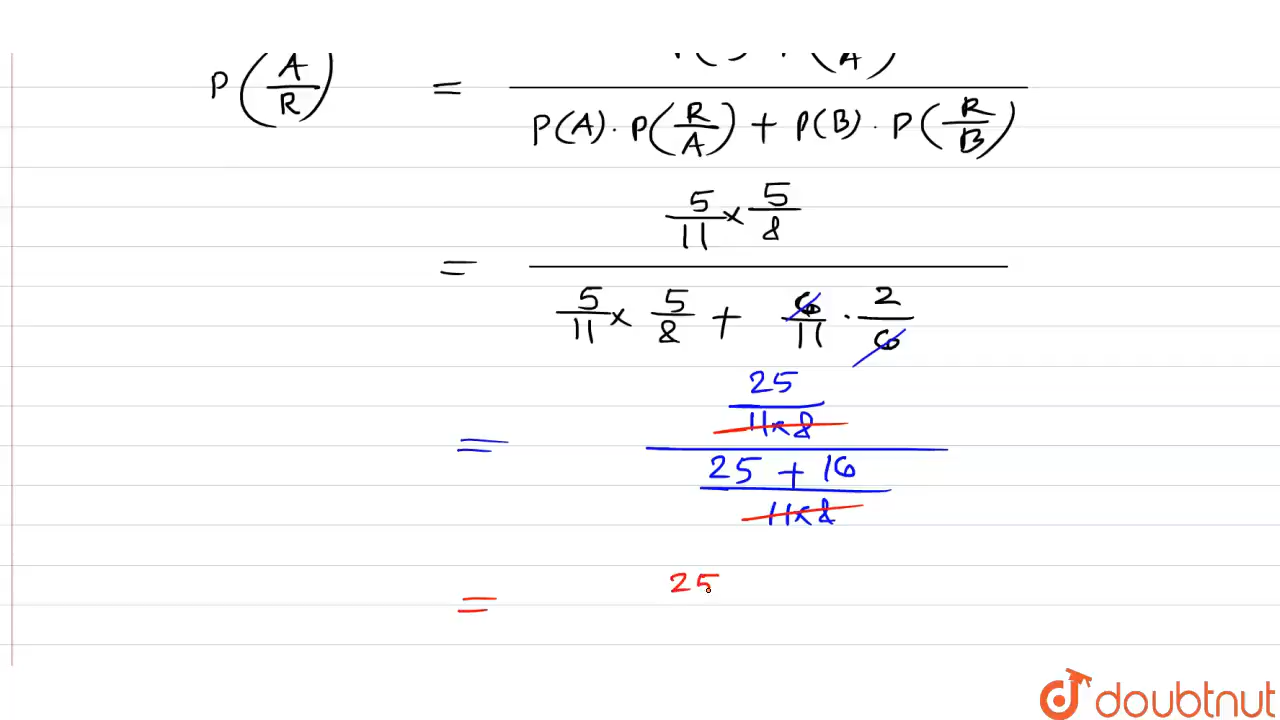 P(A/R) = P(A) · P(R/A) + P(B) · P(R/B)
= 5/11 × 5/8
5/11 × 5/8 + 6/11 · 2/6
= 25/11×8
25 + 16/11×8
= 25
doubtnut